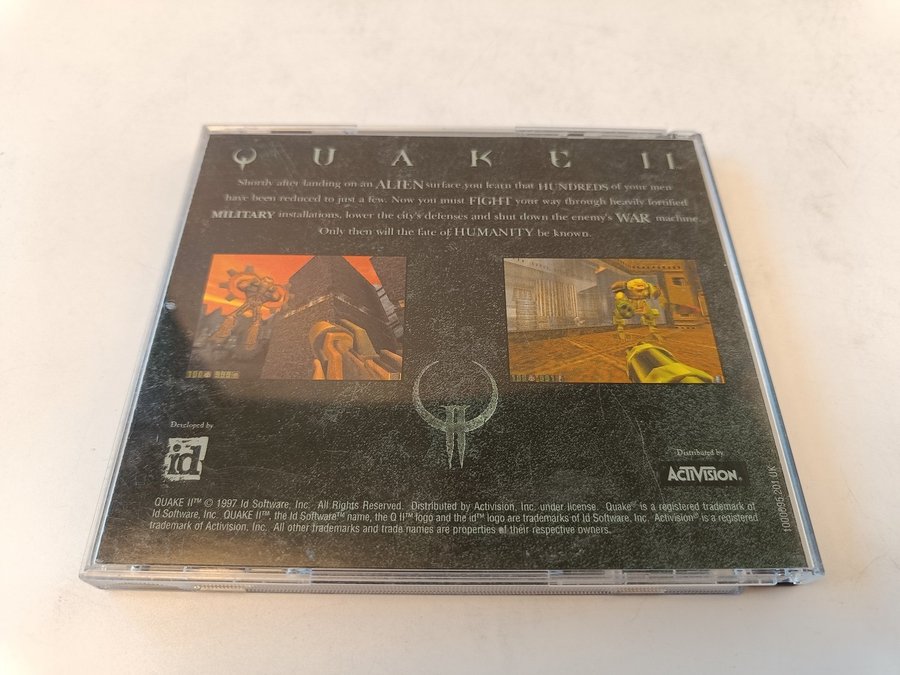 QUAKE II
Shortly after landing on an ALIEN surface you learn that HUNDREDS of your men
have been reduced to just a few. Now you must FIGHT your way through heavily fortified
MILITARY installations, lower the city's defenses and shut down the enemy's WAR machine.
Only then will the fate of HUMANITY be known.
Developed by
id
Distributed by
ACTIVISION.
QUAKE II™ © 1997 Id Software, Inc. All Rights Reserved. Distributed by Activision, Inc. under license. Quake® is a registered trademark of
Id Software, Inc. QUAKE II™, the Id Software™ name, the Q II™ logo and the id™ logo are trademarks of Id Software, Inc. Activision® is a registered
trademark of Activision, Inc. All other trademarks and trade names are properties of their respective owners.